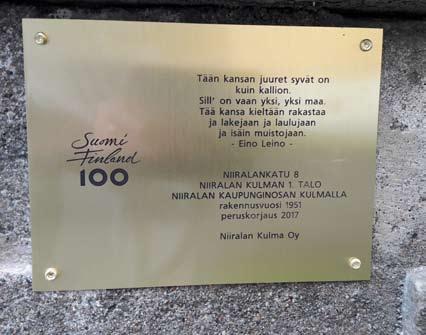 Tään kansan juuret syvät on
kuin kallion.
Sill' on vaan yksi, yksi maa.
Tää kansa kieltään rakastaa
ja lakejaan ja laulujaan
ja isäin muistojaan.
- Eino Leino -
Suomi
Finland
100
NIIRALANKATU 8
NIIRALAN KULMAN 1. TALO
NIIRALAN KAUPUNGINOSAN KULMALLA
rakennusvuosi 1951
peruskorjaus 2017
Niiralan Kulma Oy